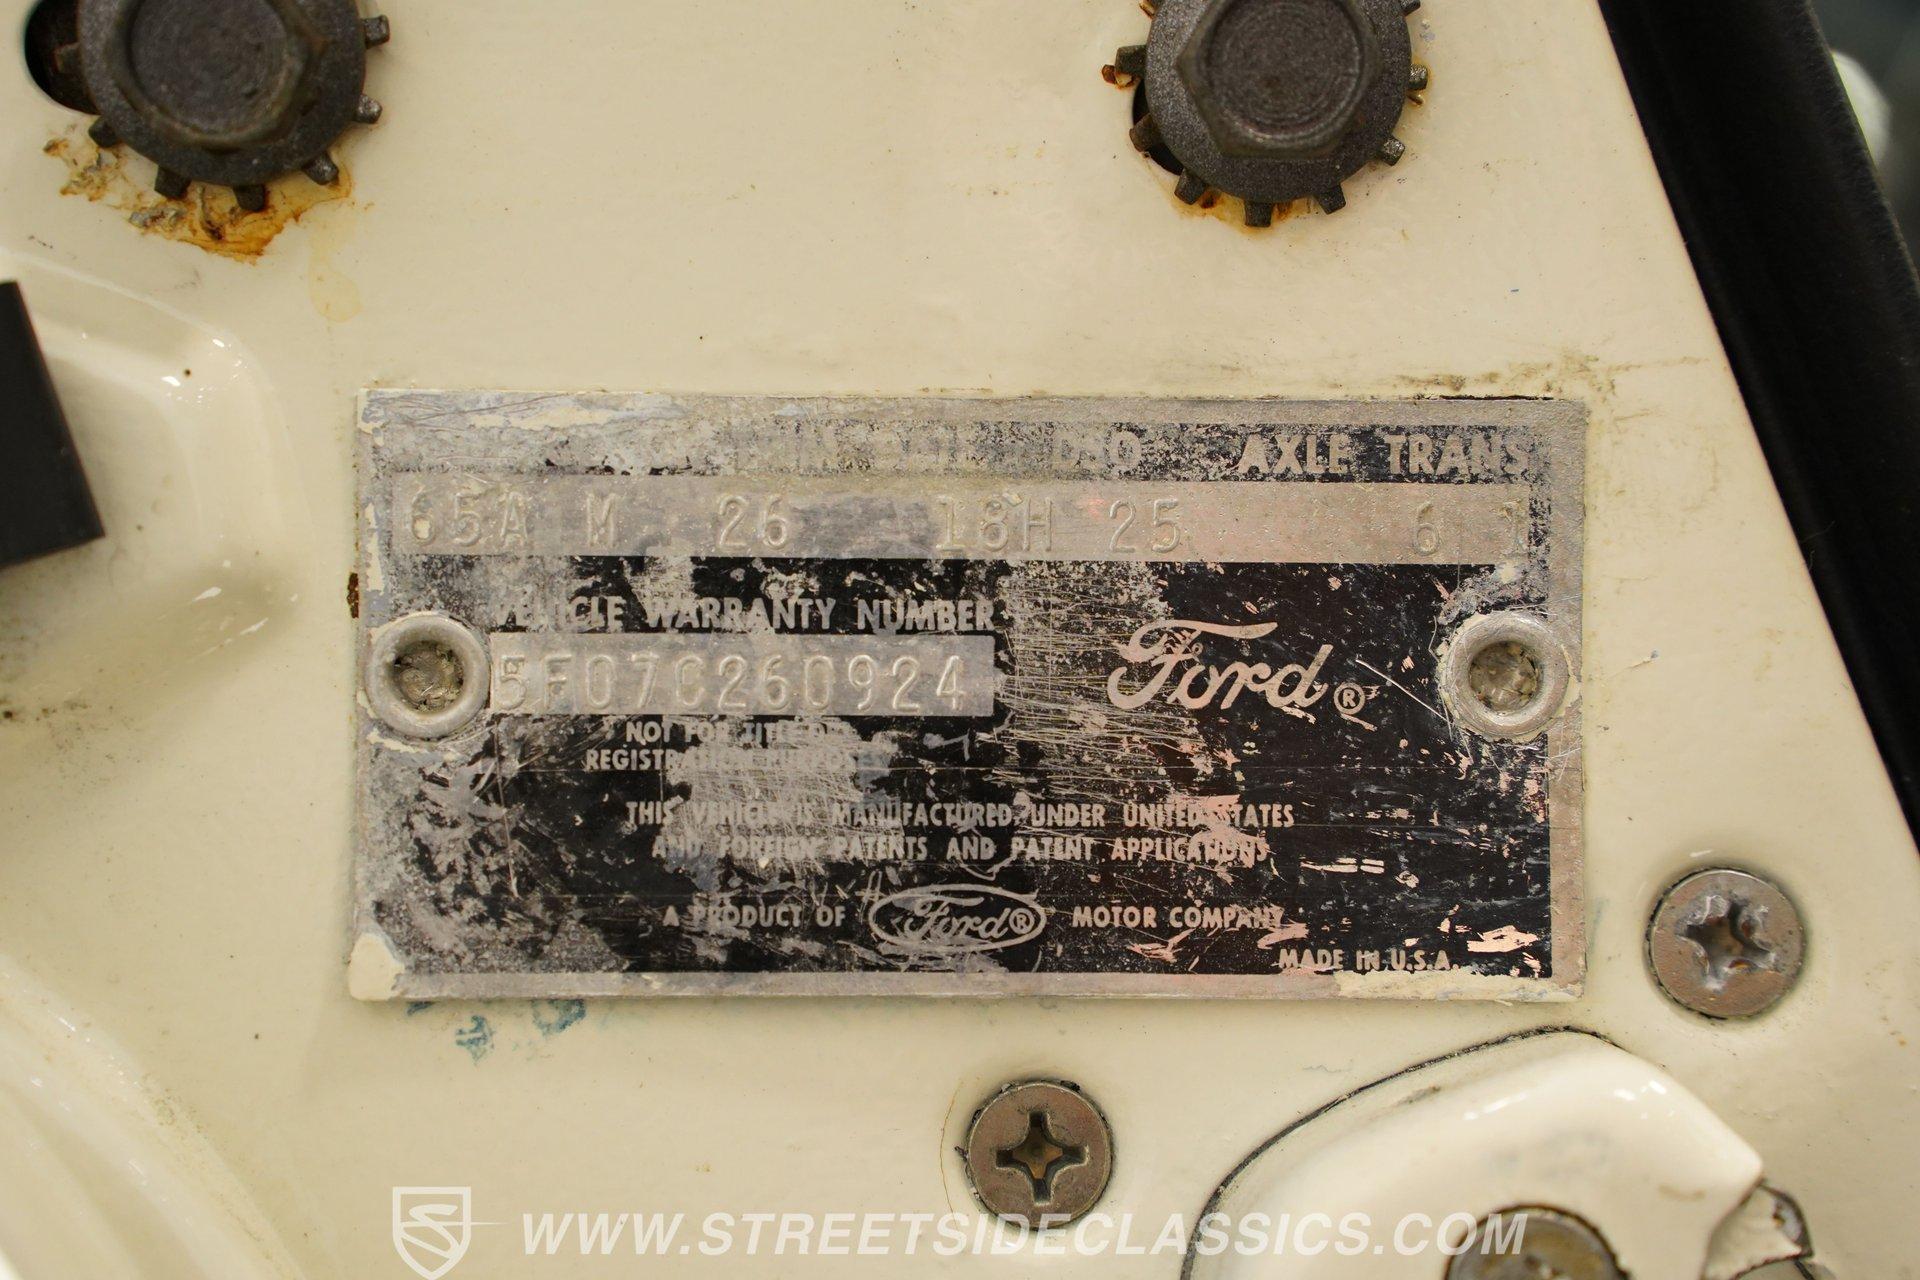 DSO AXLE TRANS
65A M 26 18H 25 6 1
VEHICLE WARRANTY NUMBER
5F07C260924
Ford®
NOT FOR TITLE OR
REGISTRATION
THIS VEHICLE IS MANUFACTURED UNDER UNITED STATES
AND FOREIGN PATENTS AND PATENT APPLICATIONS
A PRODUCT OF Ford® MOTOR COMPANY
MADE IN U.S.A.
WWW.STREETSIDECLASSICS.COM